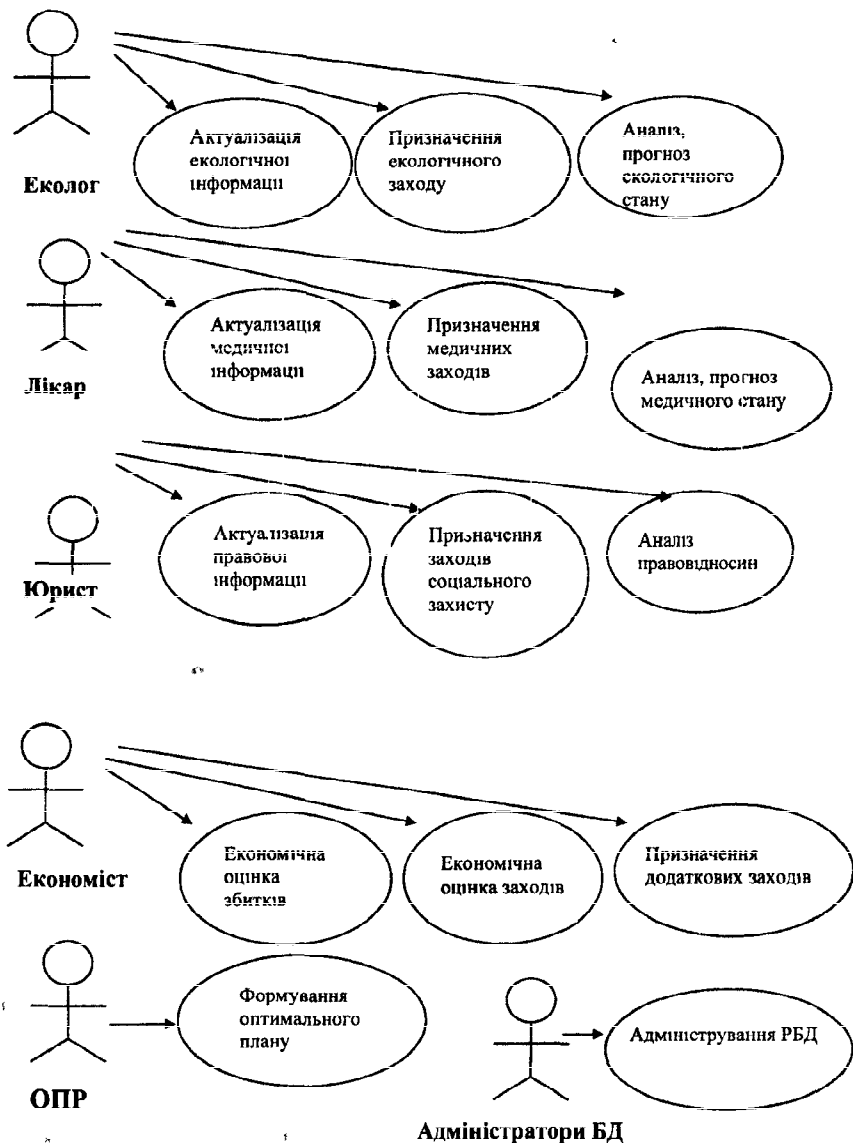 Актуалізація
екологічної
інформації
Призначення
екологічного
заходу
Аналіз,
прогноз
екологічного
стану
Еколог
Актуалізація
медичної
інформації
Призначення
медичних
заходів
Аналіз, прогноз
медичного стану
Лікар
Актуалізація
правової
інформації
Призначення
заходів
соціального
захисту
Аналіз
правовідносин
Юрист
Економічна
оцінка
збитків
Економічна
оцінка заходів
Призначення
додаткових заходів
Економіст
Формування
оптимального
плану
Адміністрування РБД
ОПР
Адміністратори БД